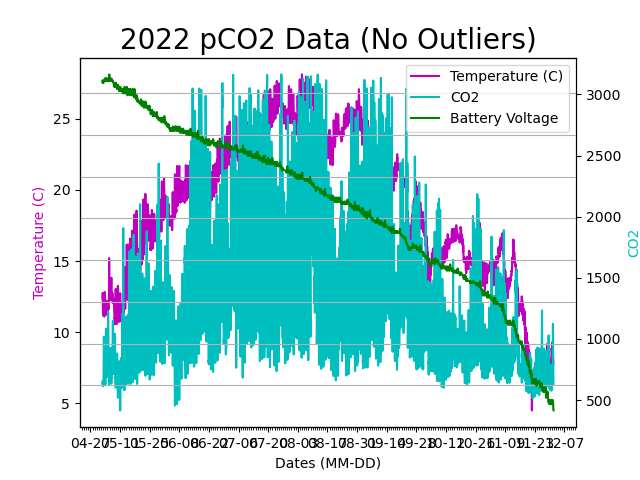 2022 pCO2 Data (No Outliers)
Temperature (C)
CO2
Battery Voltage
25
20
15
10
5
Temperature (C)
3000
2500
2000
1500
1000
500
CO2
04-27 05-11 05-25 06-08 06-22 07-06 07-20 08-03 08-17 08-31 09-14 09-28 10-12 10-26 11-09 11-23 12-07
Dates (MM-DD)